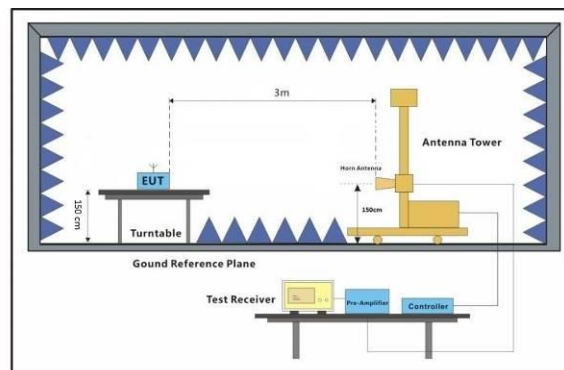 3m
Antenna Tower
Horn Antenna
EUT
150 cm
150cm
Turntable
Gound Reference Plane
Test Receiver
Pre-Amplifier
Controller